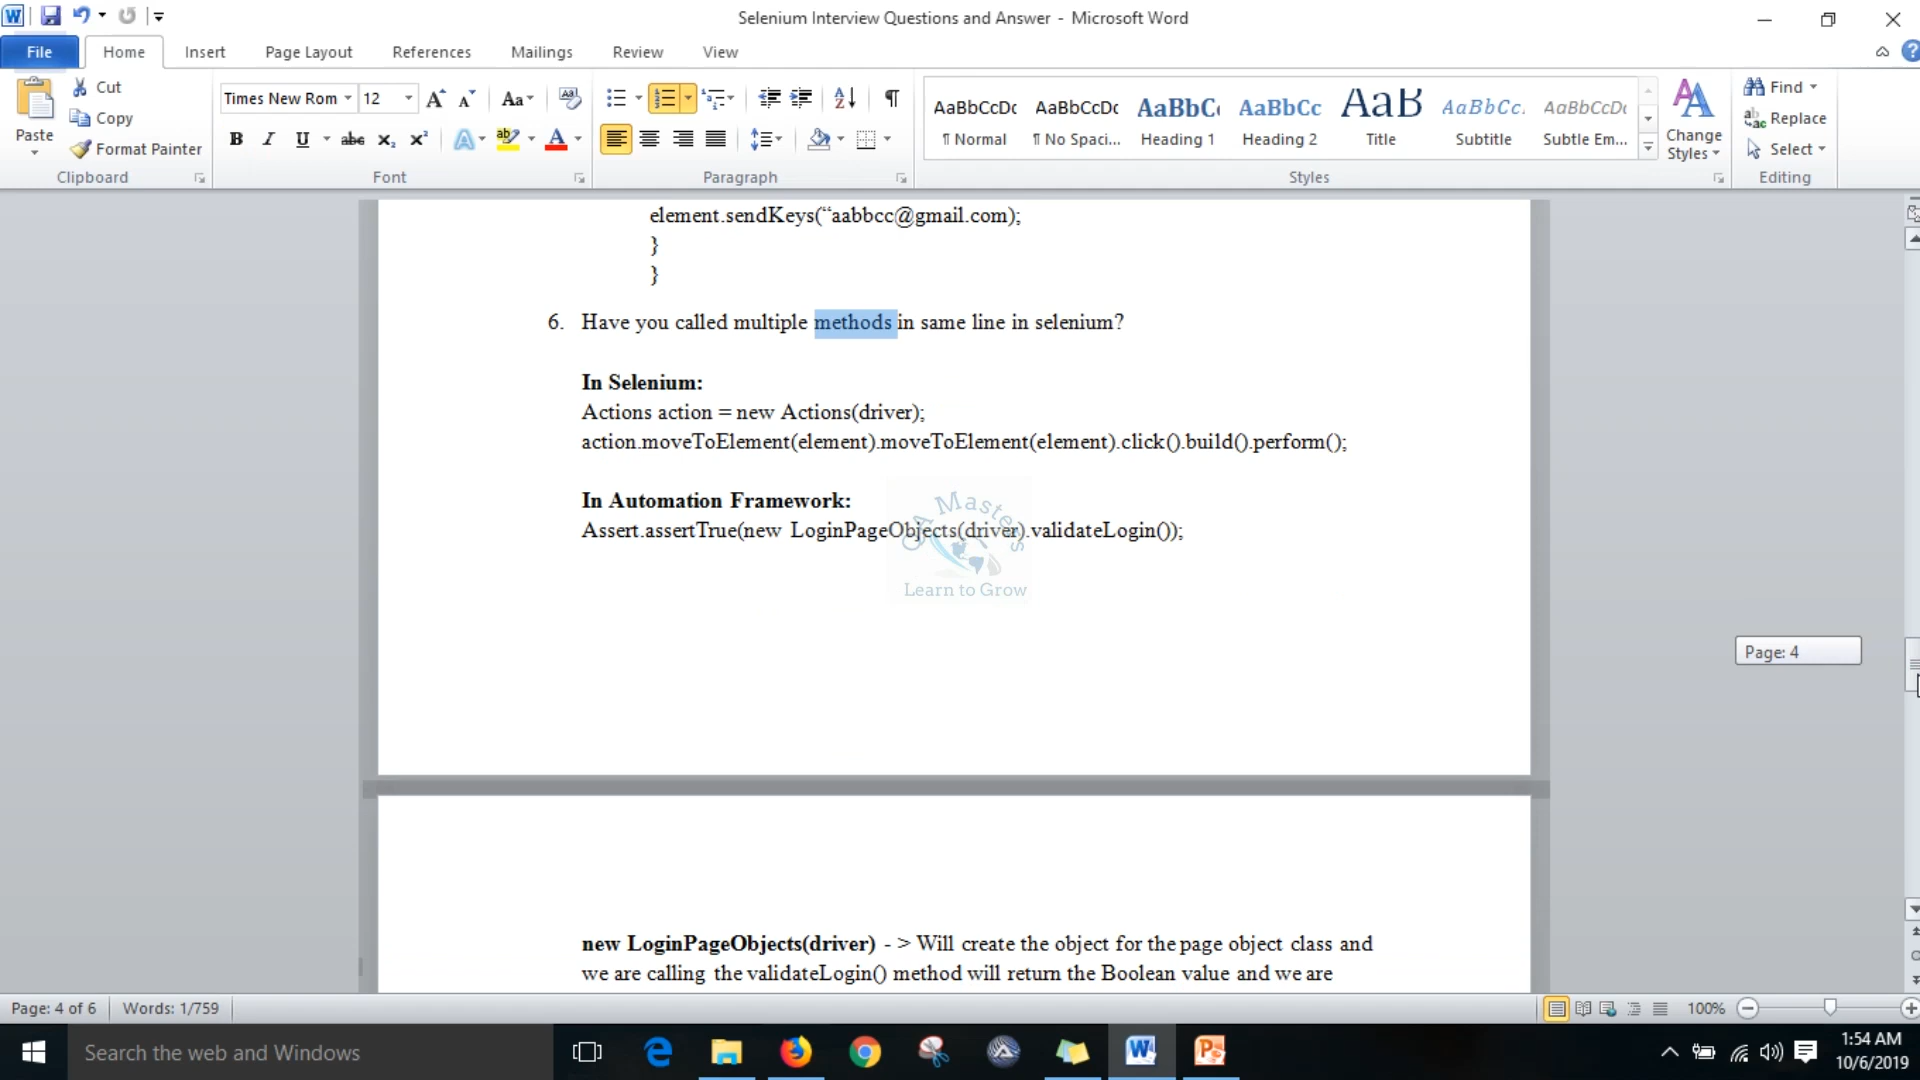 Selenium Interview Questions and Answer - Microsoft Word
File Home Insert Page Layout References Mailings Review View
Cut
Copy
Format Painter
Paste
Clipboard
Times New Rom 12
Font
Paragraph
AaBbCcDc AaBbCcDc AaBbC AaBbCc AaB AaBbCc. AaBbCcDc
¶ Normal ¶ No Spaci... Heading 1 Heading 2 Title Subtitle Subtle Em...
Styles
Change
Styles
Find
Replace
Select
Editing
element.sendKeys(“aabbcc@gmail.com);
}
}
6. Have you called multiple methods in same line in selenium?
In Selenium:
Actions action = new Actions(driver);
action.moveToElement(element).moveToElement(element).click().build().perform();
In Automation Framework:
Assert.assertTrue(new LoginPageObjects(driver).validateLogin());
QA Masters
Learn to Grow
Page: 4
new LoginPageObjects(driver) - > Will create the object for the page object class and
we are calling the validateLogin() method will return the Boolean value and we are
Page: 4 of 6 Words: 1/759 100%
Search the web and Windows
1:54 AM
10/6/2019